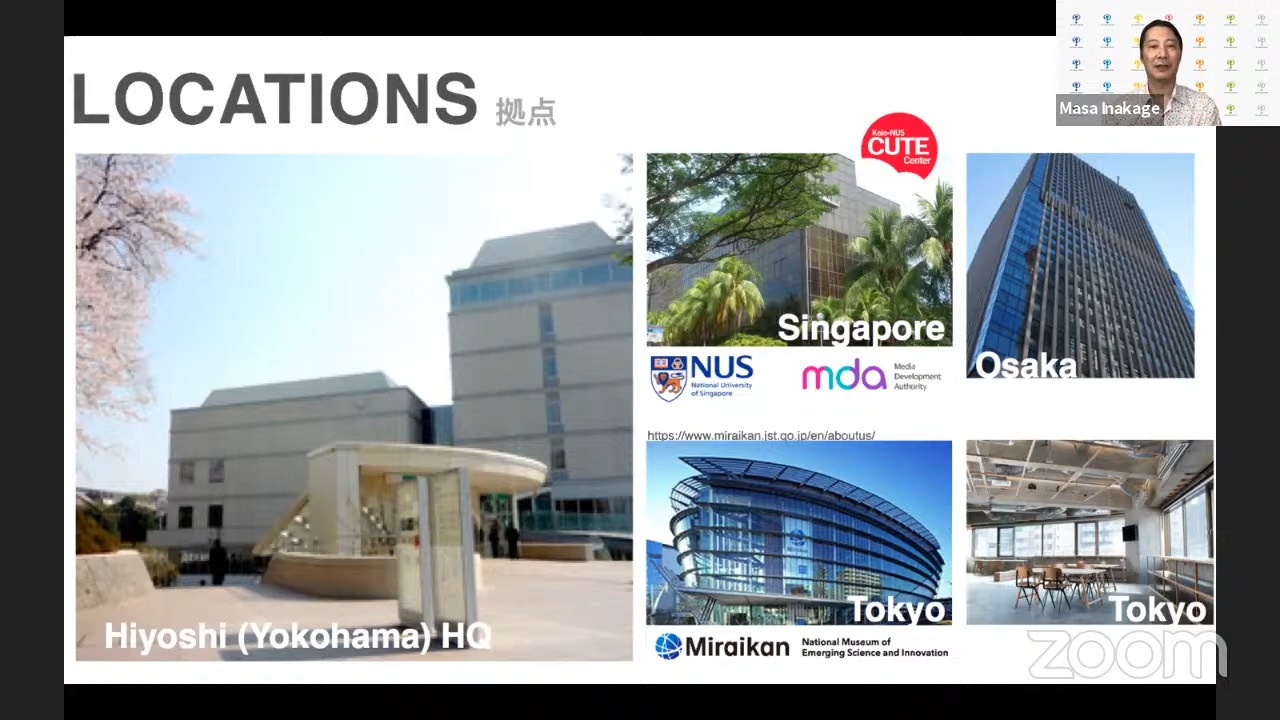 LOCATIONS 拠点
Masa Inakage
Keio-NUS
CUTE
Center
Hiyoshi (Yokohama) HQ
Singapore
Osaka
NUS
National University
of Singapore
mda
Media
Development
Authority
https://www.miraikan.jst.go.jp/en/aboutus/
Tokyo
Tokyo
Miraikan
National Museum of
Emerging Science and Innovation
zoom